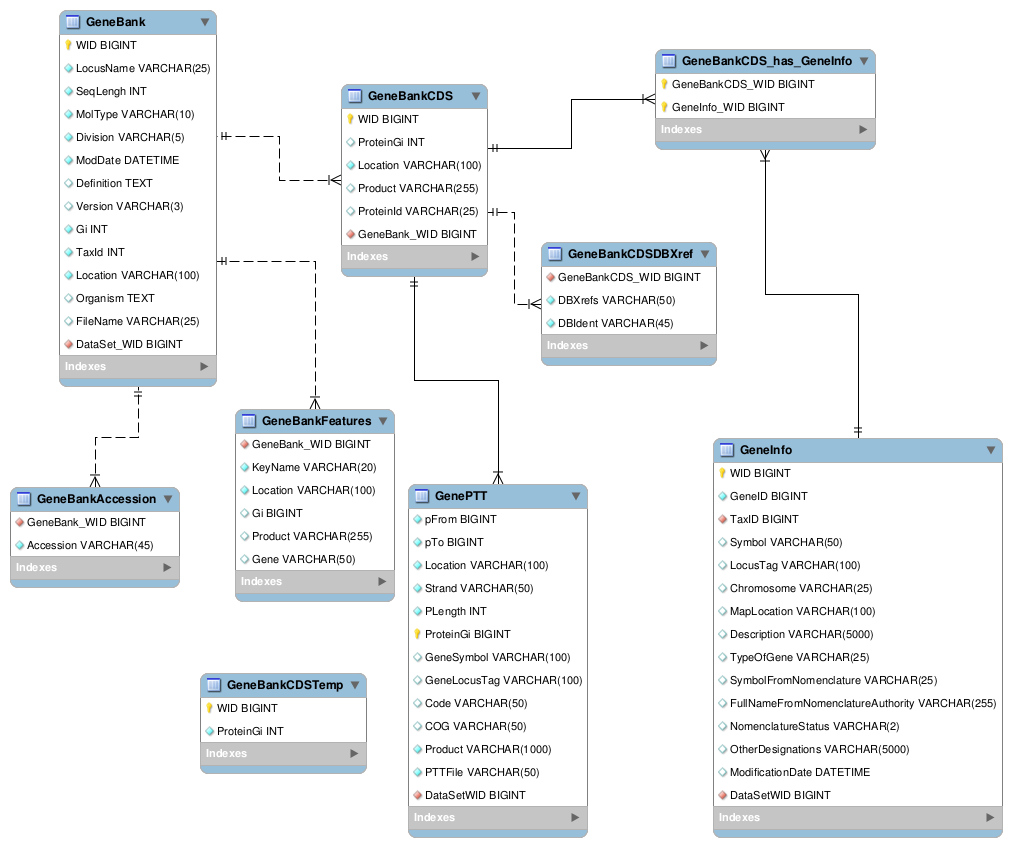 GeneBank
WID BIGINT
LocusName VARCHAR(25)
SeqLengh INT
MolType VARCHAR(10)
Division VARCHAR(5)
ModDate DATETIME
Definition TEXT
Version VARCHAR(3)
Gi INT
TaxId INT
Location VARCHAR(100)
Organism TEXT
FileName VARCHAR(25)
DataSet_WID BIGINT
Indexes
GeneBankCDS
WID BIGINT
ProteinGi INT
Location VARCHAR(100)
Product VARCHAR(255)
ProteinId VARCHAR(25)
GeneBank_WID BIGINT
Indexes
GeneBankCDS_has_GeneInfo
GeneBankCDS_WID BIGINT
GeneInfo_WID BIGINT
Indexes
GeneBankCDSDBXref
GeneBankCDS_WID BIGINT
DBXrefs VARCHAR(50)
DBIdent VARCHAR(45)
Indexes
GeneBankAccession
GeneBank_WID BIGINT
Accession VARCHAR(45)
Indexes
GeneBankFeatures
GeneBank_WID BIGINT
KeyName VARCHAR(20)
Location VARCHAR(100)
Gi BIGINT
Product VARCHAR(255)
Gene VARCHAR(50)
Indexes
GenePTT
pFrom BIGINT
pTo BIGINT
Location VARCHAR(100)
Strand VARCHAR(50)
PLength INT
ProteinGi BIGINT
GeneSymbol VARCHAR(100)
GeneLocusTag VARCHAR(100)
Code VARCHAR(50)
COG VARCHAR(50)
Product VARCHAR(1000)
PTTFile VARCHAR(50)
DataSetWID BIGINT
Indexes
GeneInfo
WID BIGINT
GeneID BIGINT
TaxID BIGINT
Symbol VARCHAR(50)
LocusTag VARCHAR(100)
Chromosome VARCHAR(25)
MapLocation VARCHAR(100)
Description VARCHAR(5000)
TypeOfGene VARCHAR(25)
SymbolFromNomenclature VARCHAR(25)
FullNameFromNomenclatureAuthority VARCHAR(255)
NomenclatureStatus VARCHAR(2)
OtherDesignations VARCHAR(5000)
ModificationDate DATETIME
DataSetWID BIGINT
Indexes
GeneBankCDSTemp
WID BIGINT
ProteinGi INT
Indexes